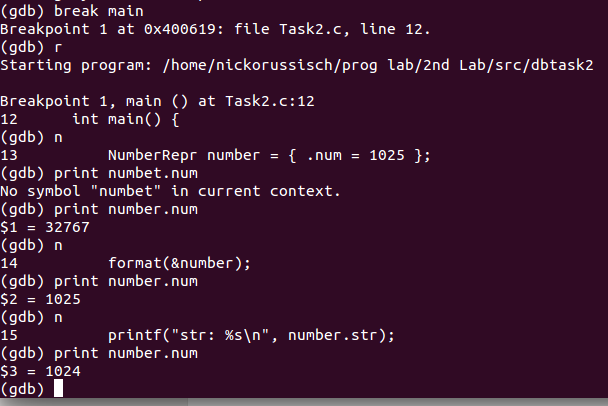 (gdb) break main
Breakpoint 1 at 0x400619: file Task2.c, line 12.
(gdb) r
Starting program: /home/nickorussisch/prog lab/2nd Lab/src/dbtask2

Breakpoint 1, main () at Task2.c:12
12      int main() {
(gdb) n
13          NumberRepr number = { .num = 1025 };
(gdb) print numbet.num
No symbol "numbet" in current context.
(gdb) print number.num
$1 = 32767
(gdb) n
14          format(&number);
(gdb) print number.num
$2 = 1025
(gdb) n
15          printf("str: %s\n", number.str);
(gdb) print number.num
$3 = 1024
(gdb)